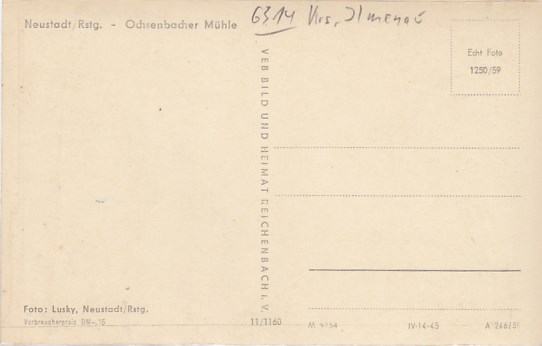 Neustadt/Rstg. - Ochsenbacher Mühle
6314 Krs. Ilmenau
Echt Foto
1250/59
VEB BILD UND HEIMAT REICHENBACH I. V.
Foto: Lusky, Neustadt/Rstg.
Verbraucherpreis DM -.15
11/1160
IV-14-45